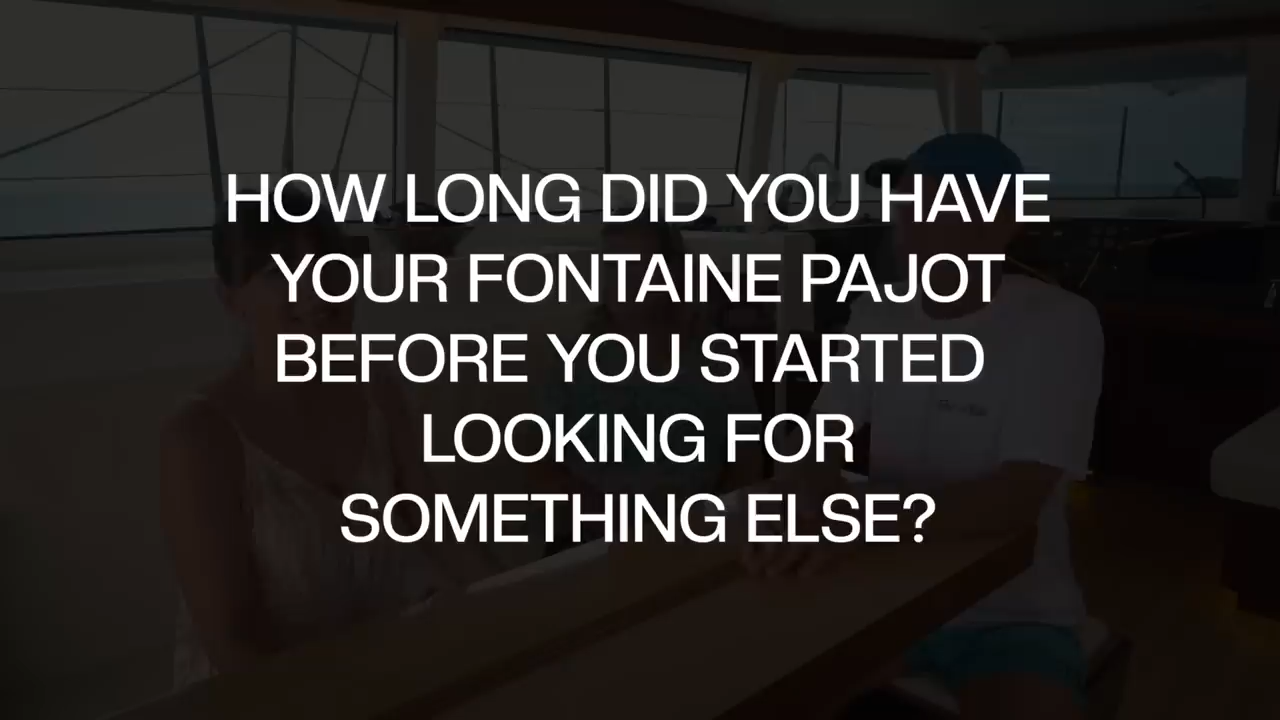 HOW LONG DID YOU HAVE
YOUR FONTAINE PAJOT
BEFORE YOU STARTED
LOOKING FOR
SOMETHING ELSE?